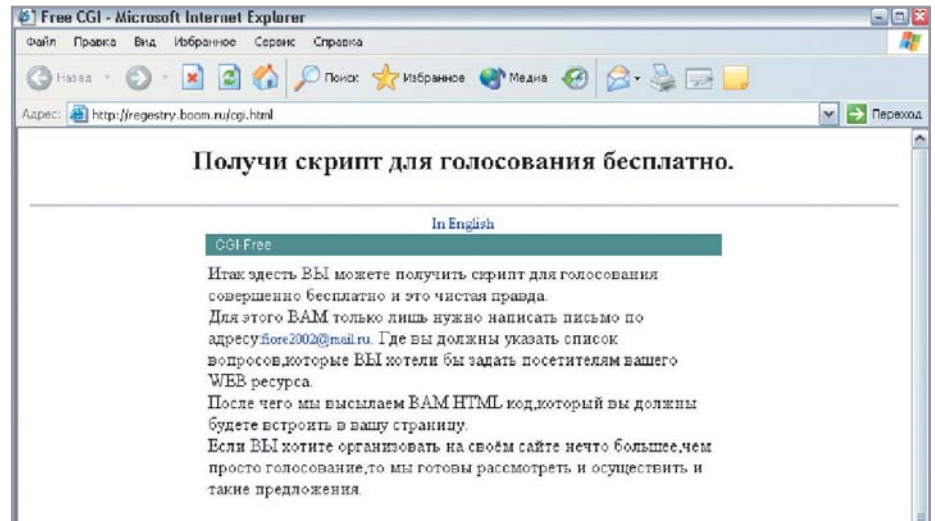 Free CGI - Microsoft Internet Explorer
Файл Правка Вид Избранное Сервис Справка
Назад Поиск Избранное Медиа
Адрес: http://regestry.boom.ru/cgi.html Переход
Получи скрипт для голосования бесплатно.
In English
CGI-Free
Итак здесть ВЫ можете получить скрипт для голосования
совершенно бесплатно и это чистая правда.
Для этого ВАМ только лишь нужно написать письмо по
адресу:fiore2002@mail.ru. Где вы должны указать список
вопросов,которые ВЫ хотели бы задать посетителям вашего
WEB ресурса.
После чего мы высылаем ВАМ HTML код,который вы должны
будете встроить в вашу страницу.
Если ВЫ хотите организовать на своём сайте нечто большее,чем
просто голосование,то мы готовы рассмотреть и осуществить и
такие предложения.